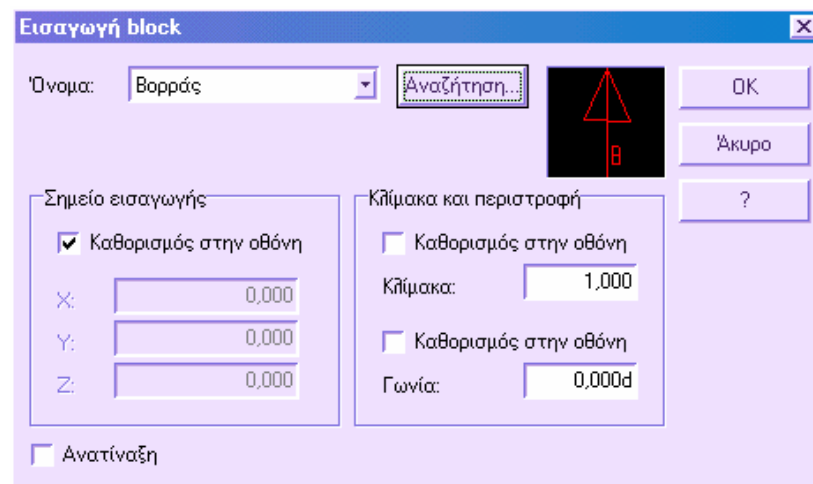 Εισαγωγή block
Όνομα: Βορράς Αναζήτηση... OK
Άκυρο
?
Σημείο εισαγωγής
Καθορισμός στην οθόνη
X: 0,000
Y: 0,000
Z: 0,000
Κλίμακα και περιστροφή
Καθορισμός στην οθόνη
Κλίμακα: 1,000
Καθορισμός στην οθόνη
Γωνία: 0,000d
Ανατίναξη
B